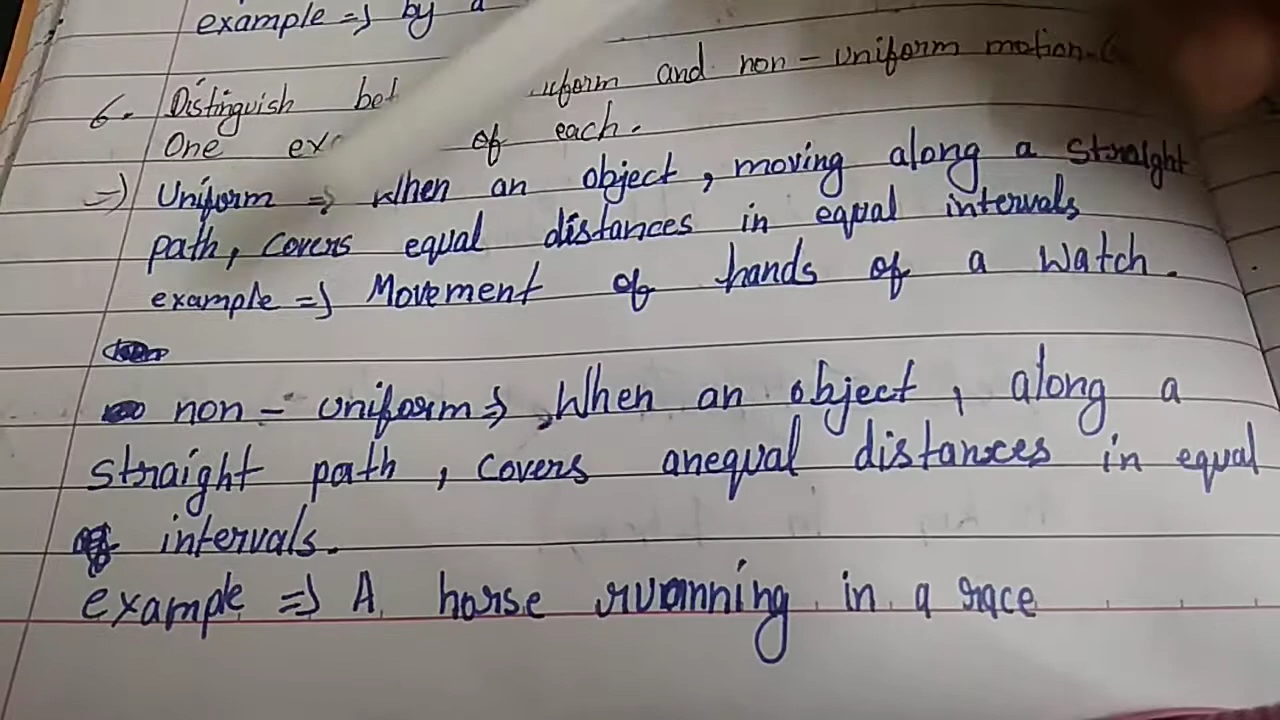 example => by a
6. Distinguish bet uform and non - uniform motion.
One exa of each.
=) Uniform => When an object, moving along a straight
path, covers equal distances in equal intervals
example => Movement of hands of a watch.
non - uniform => When an object, along a
straight path, covers anequal distances in equal
intervals.
example => A horse running in a race